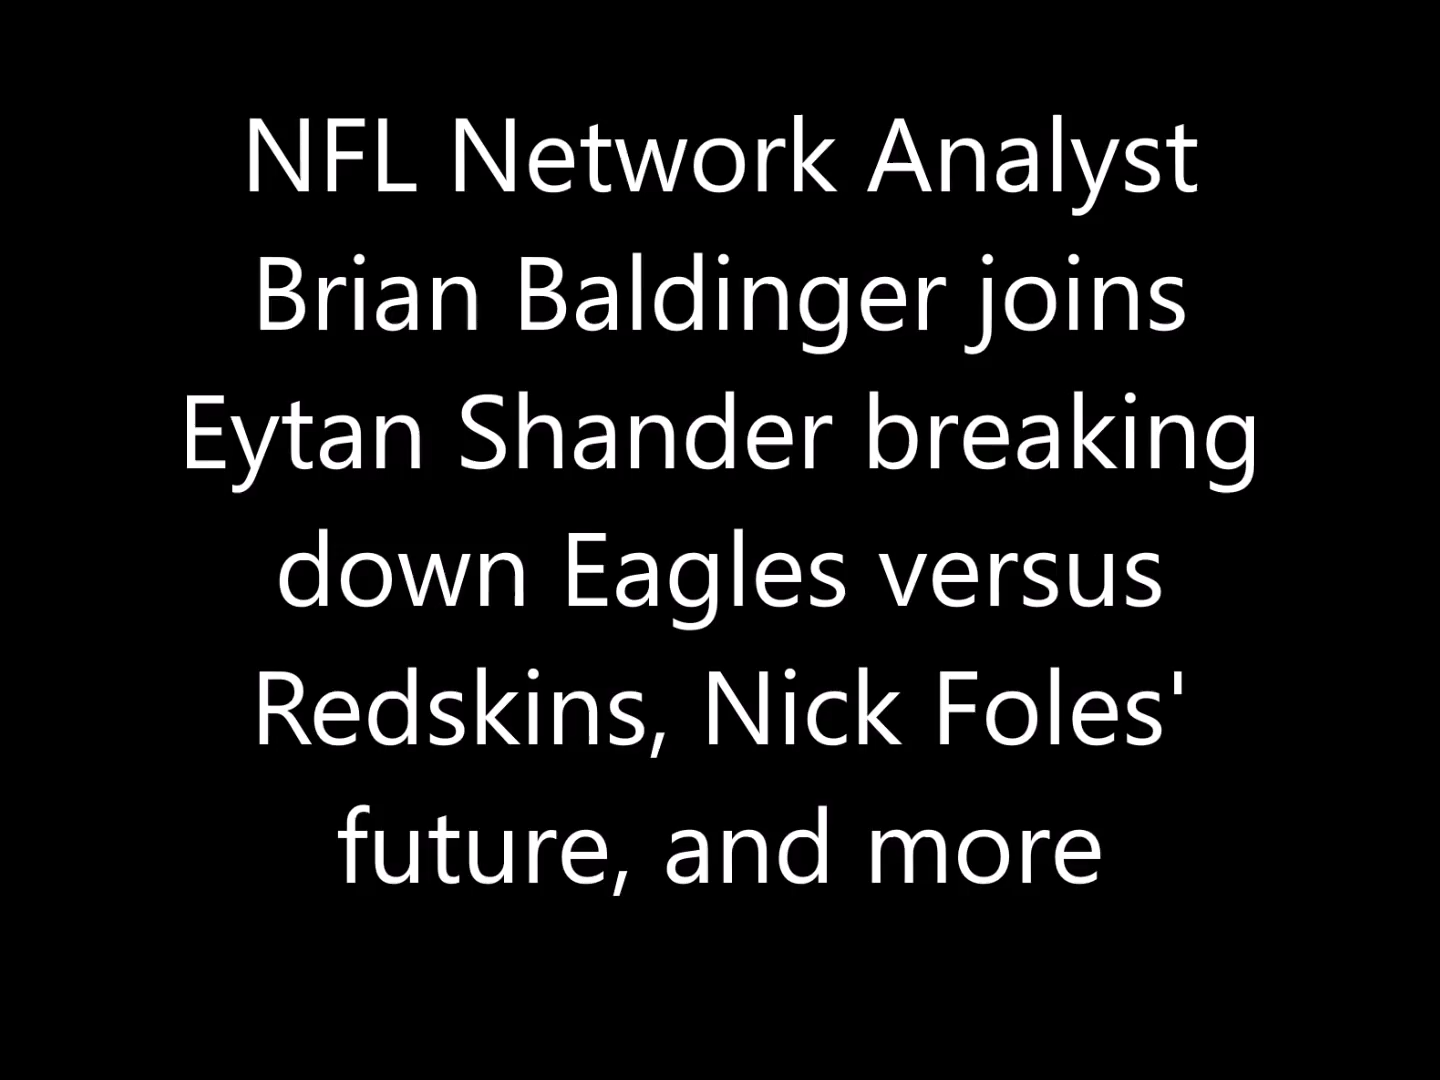 NFL Network Analyst
Brian Baldinger joins
Eytan Shander breaking
down Eagles versus
Redskins, Nick Foles'
future, and more